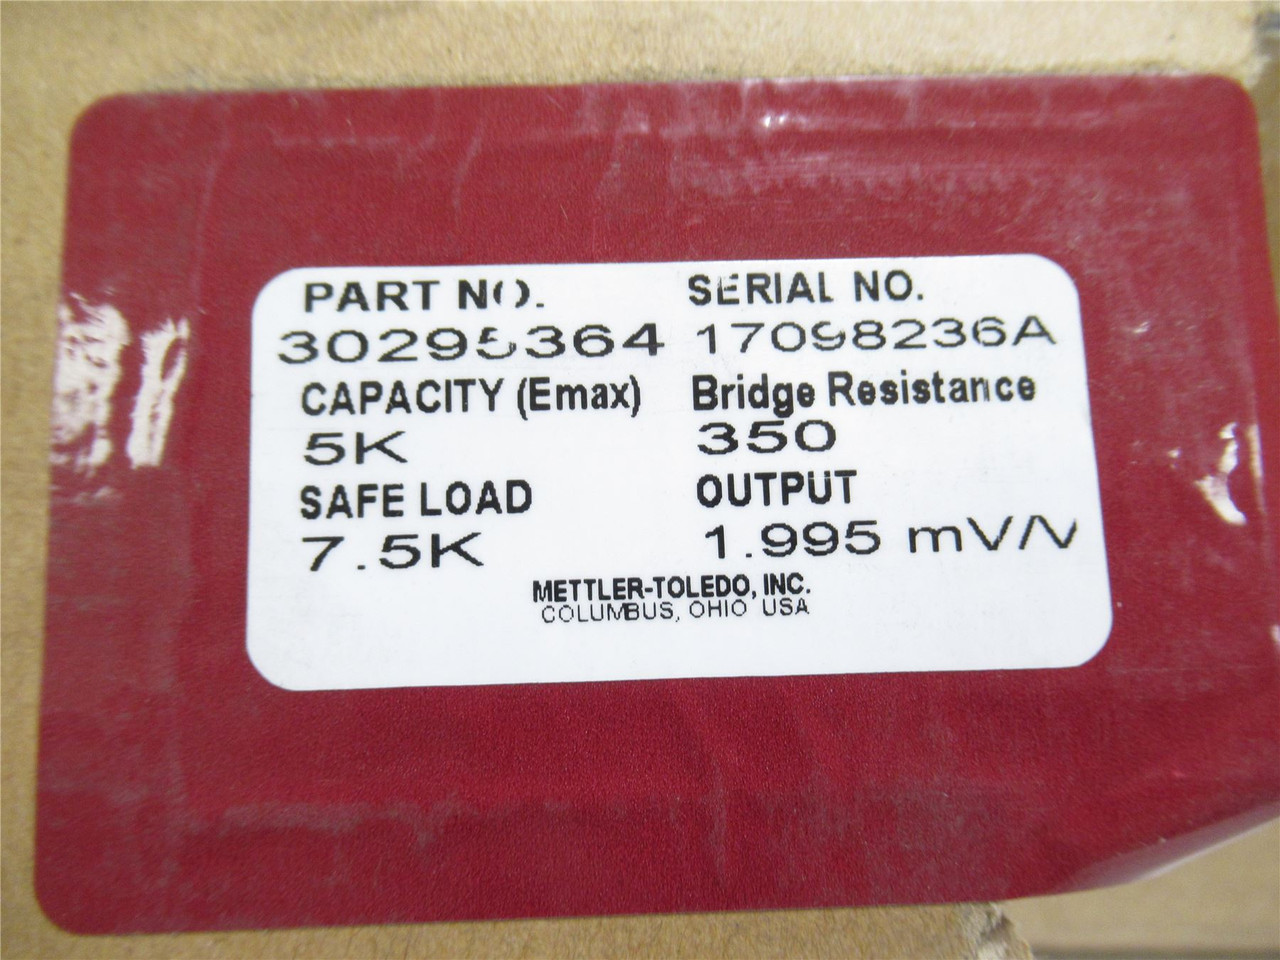 PART NO. SERIAL NO.
30295364 17098236A
CAPACITY (Emax) Bridge Resistance
5K 350
SAFE LOAD OUTPUT
7.5K 1.995 mV/V
METTLER-TOLEDO, INC.
COLUMBUS, OHIO USA